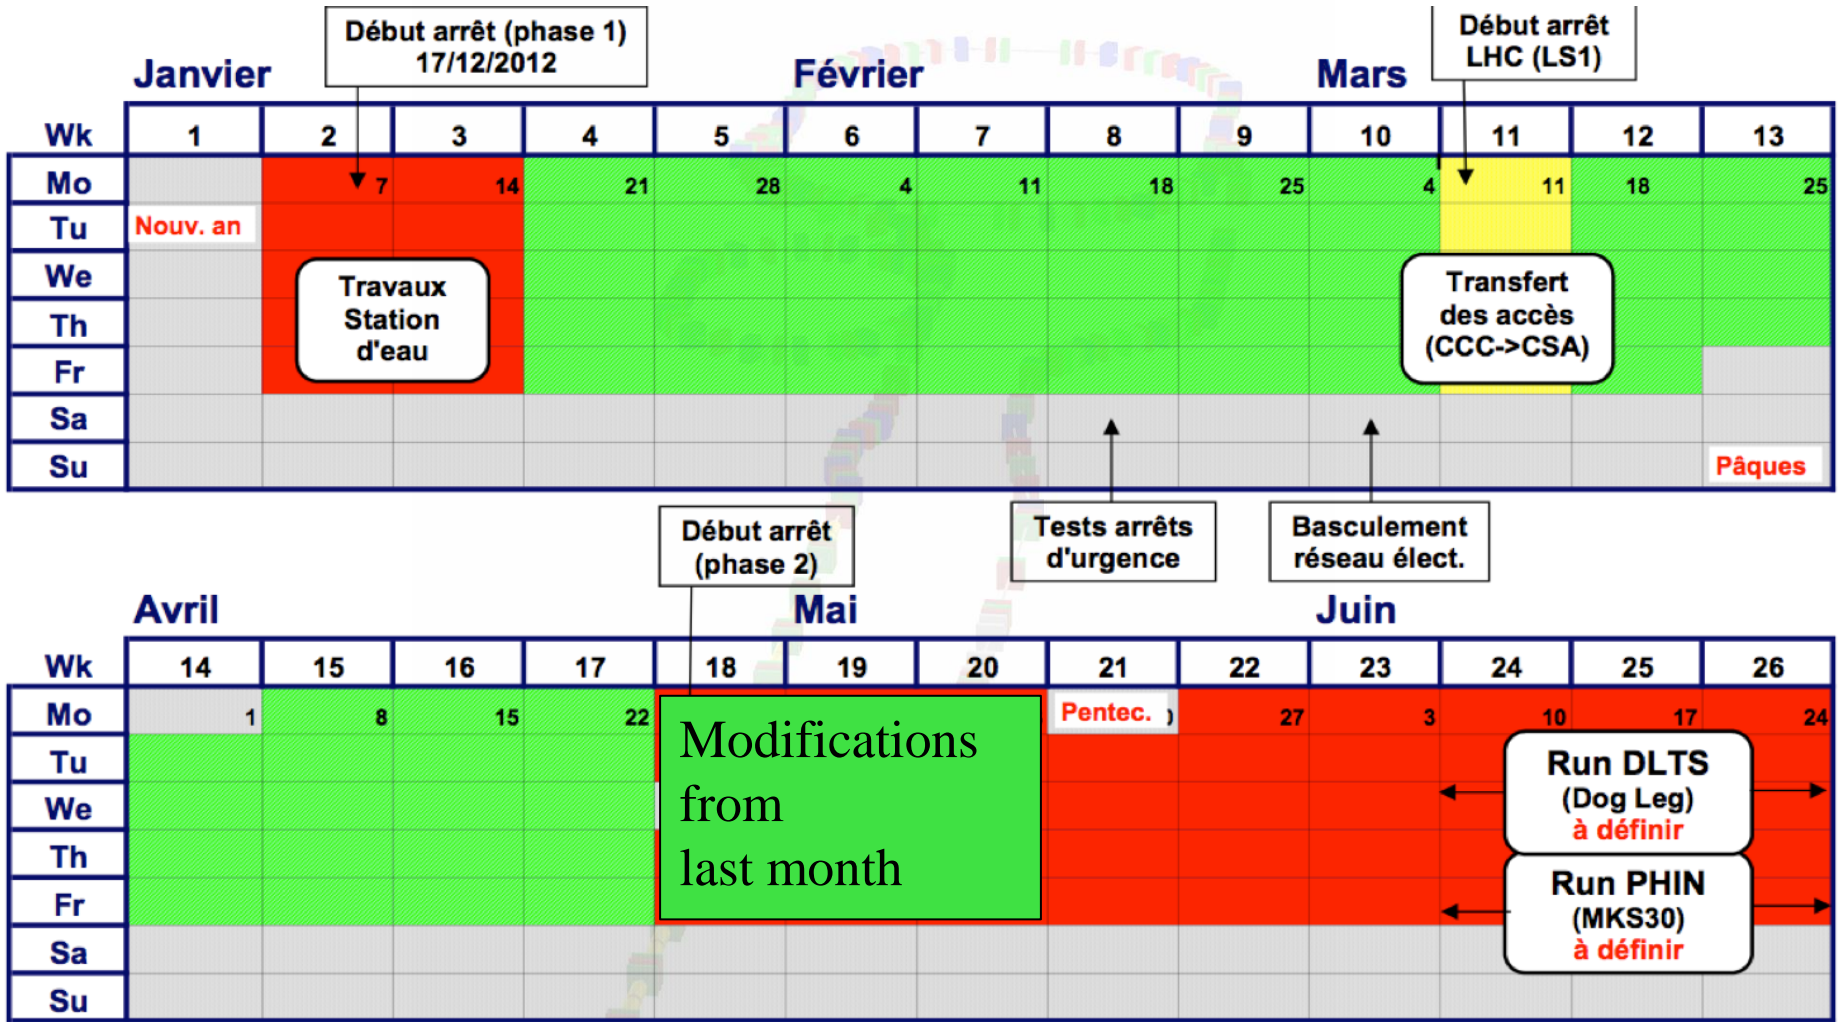 Début arrêt (phase 1)
17/12/2012
Début arrêt
LHC (LS1)
Janvier
Février
Mars
Wk 1 2 3 4 5 6 7 8 9 10 11 12 13
Mo 7 14 21 28 4 11 18 25 4 11 18 25
Tu Nouv. an
We
Th
Fr
Sa
Su Pâques
Travaux
Station
d'eau
Transfert
des accès
(CCC->CSA)
Début arrêt
(phase 2)
Tests arrêts
d'urgence
Basculement
réseau élect.
Avril
Mai
Juin
Wk 14 15 16 17 18 19 20 21 22 23 24 25 26
Mo 1 8 15 22 Pentec. 27 3 10 17 24
Tu
We
Th
Fr
Sa
Su
Modifications
from
last month
Run DLTS
(Dog Leg)
à définir
Run PHIN
(MKS30)
à définir